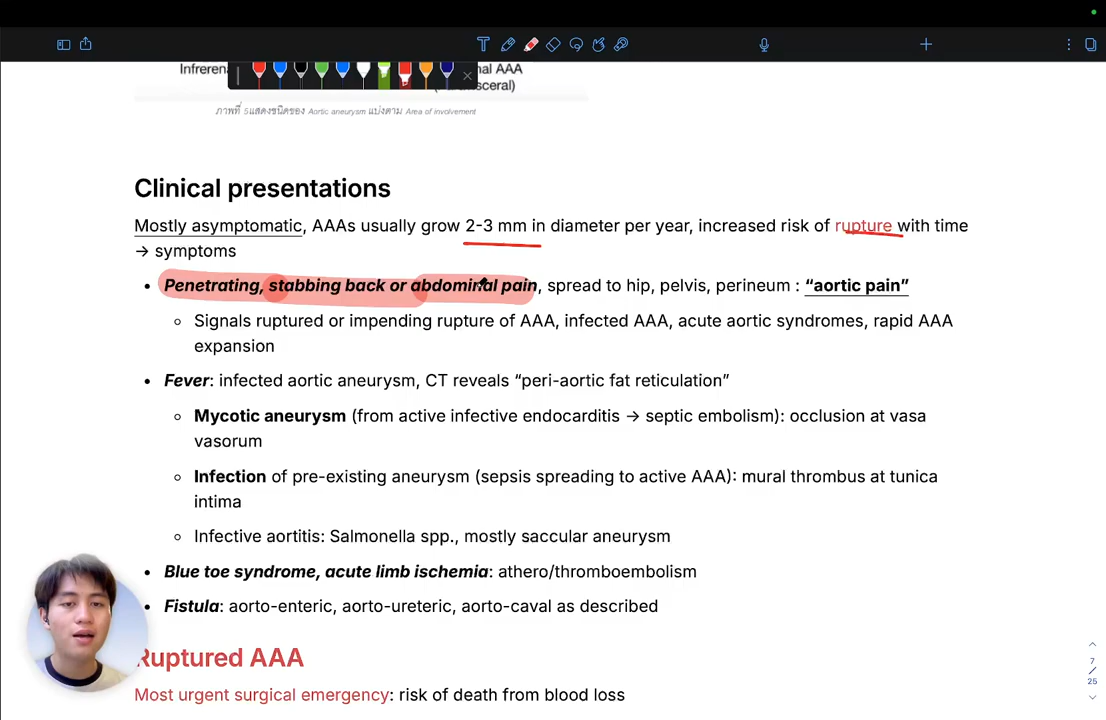 Infreren
nal AAA
sceral)
ภาพที่ 5แสดงชนิดของ Aortic aneurysm แบ่งตาม Area of involvement
Clinical presentations
Mostly asymptomatic, AAAs usually grow 2-3 mm in diameter per year, increased risk of rupture with time
→ symptoms
• Penetrating, stabbing back or abdominal pain, spread to hip, pelvis, perineum : “aortic pain”
◦ Signals ruptured or impending rupture of AAA, infected AAA, acute aortic syndromes, rapid AAA
expansion
• Fever: infected aortic aneurysm, CT reveals “peri-aortic fat reticulation”
◦ Mycotic aneurysm (from active infective endocarditis → septic embolism): occlusion at vasa
vasorum
◦ Infection of pre-existing aneurysm (sepsis spreading to active AAA): mural thrombus at tunica
intima
◦ Infective aortitis: Salmonella spp., mostly saccular aneurysm
• Blue toe syndrome, acute limb ischemia: athero/thromboembolism
• Fistula: aorto-enteric, aorto-ureteric, aorto-caval as described
Ruptured AAA
Most urgent surgical emergency: risk of death from blood loss
7
/
25